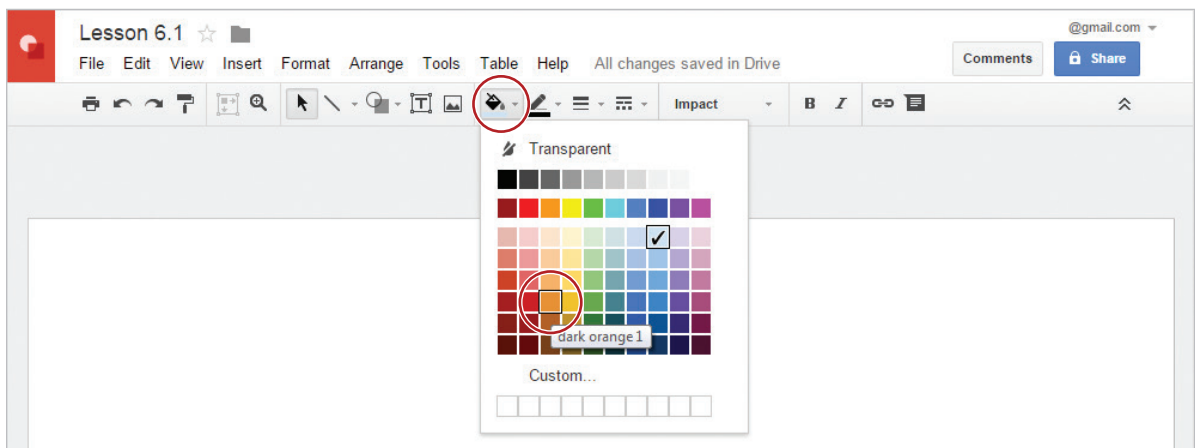 Lesson 6.1
@gmail.com
File Edit View Insert Format Arrange Tools Table Help All changes saved in Drive
Comments
Share
Impact
B I
Transparent
dark orange 1
Custom...